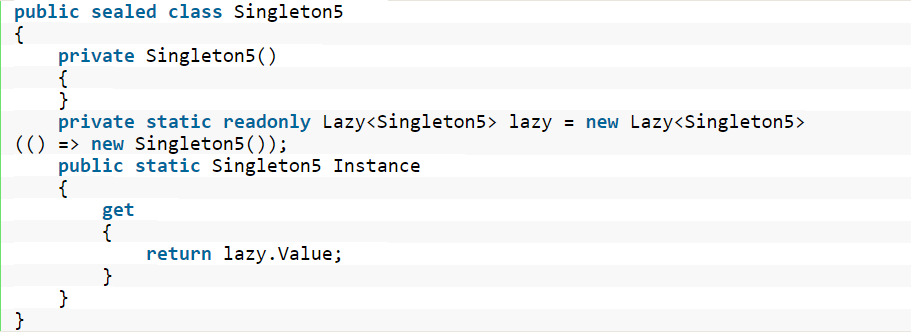 public sealed class Singleton5
{
    private Singleton5()
    {
    }
    private static readonly Lazy<Singleton5> lazy = new Lazy<Singleton5>
(() => new Singleton5());
    public static Singleton5 Instance
    {
        get
        {
            return lazy.Value;
        }
    }
}